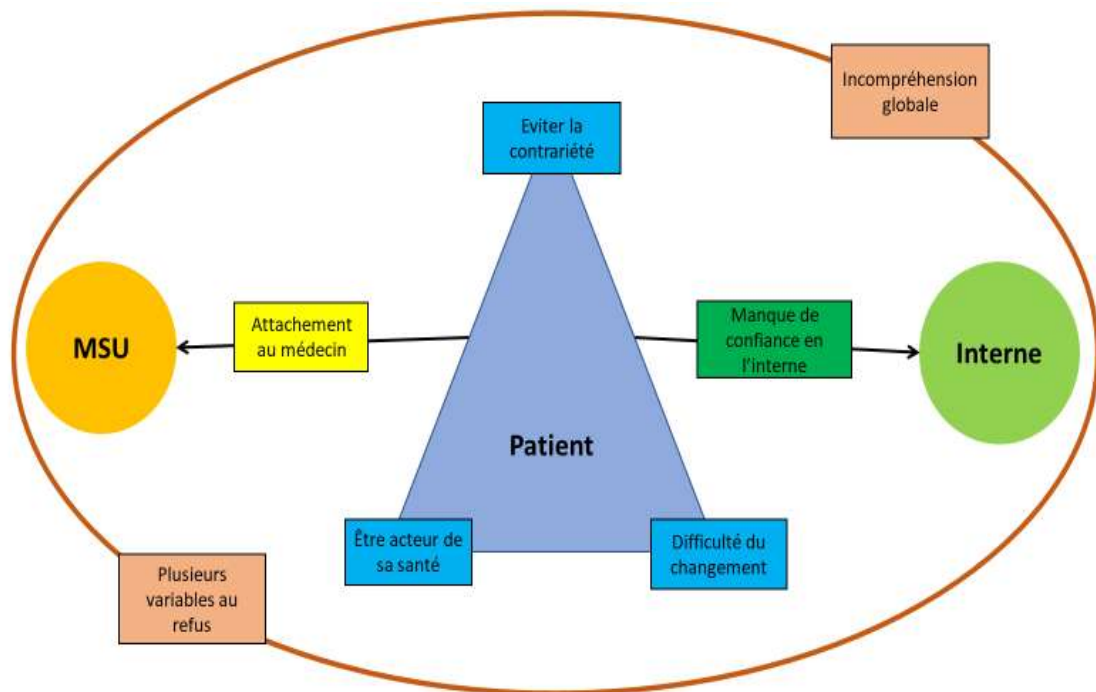 Incompréhension
globale
Eviter la
contrariété
MSU
Attachement
au médecin
Manque de
confiance en
l'interne
Interne
Patient
Être acteur de
sa santé
Difficulté du
changement
Plusieurs
variables au
refus